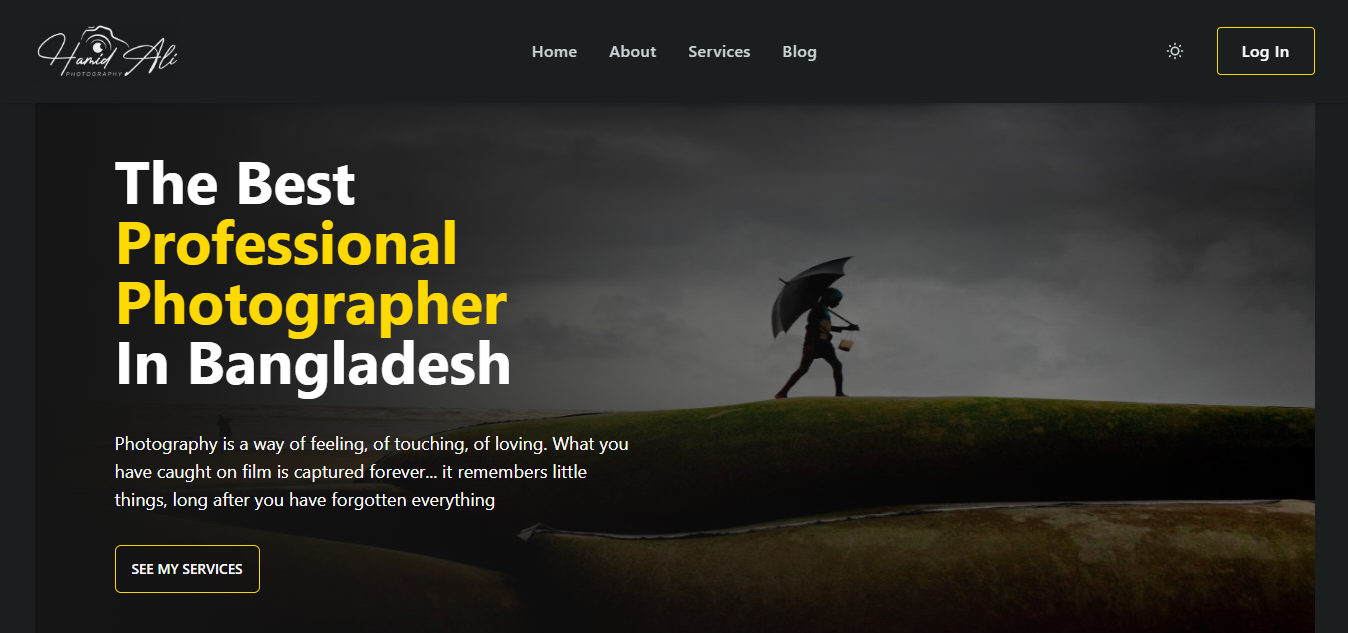 Hamid Ali
PHOTOGRAPHY
Home About Services Blog
Log In
The Best
Professional
Photographer
In Bangladesh
Photography is a way of feeling, of touching, of loving. What you
have caught on film is captured forever... it remembers little
things, long after you have forgotten everything
SEE MY SERVICES